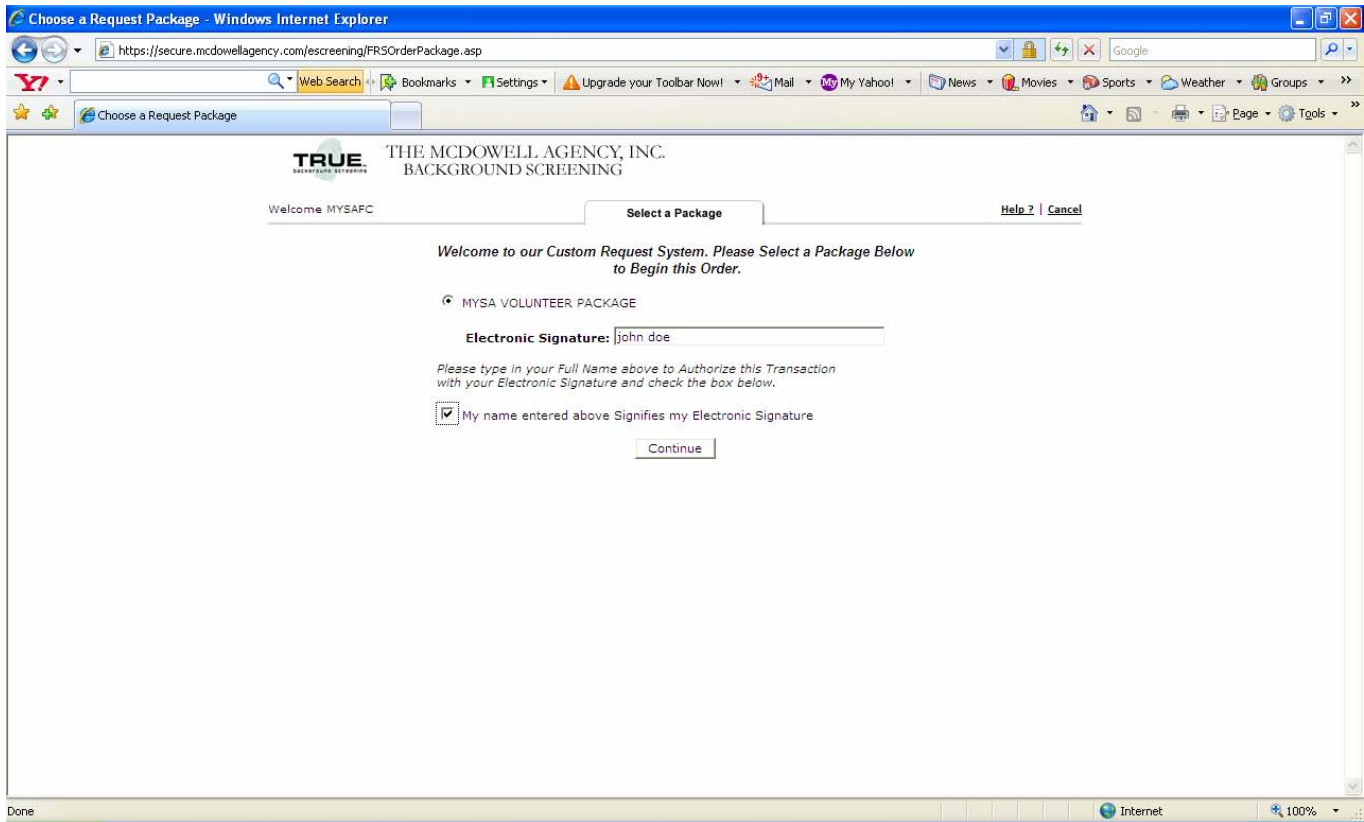 Choose a Request Package - Windows Internet Explorer
https://secure.mcdowellagency.com/escreening/FRSOrderPackage.asp
Google
Y!
Web Search
Bookmarks
Settings
Upgrade your Toolbar Now!
Mail
My Yahoo!
News
Movies
Sports
Weather
Groups
Choose a Request Package
Page
Tools
TRUE
BACKGROUND SCREENING
THE MCDOWELL AGENCY, INC.
BACKGROUND SCREENING
Welcome MYSAFC
Select a Package
Help ? | Cancel
Welcome to our Custom Request System. Please Select a Package Below
to Begin this Order.
MYSA VOLUNTEER PACKAGE
Electronic Signature: john doe
Please type in your Full Name above to Authorize this Transaction
with your Electronic Signature and check the box below.
My name entered above Signifies my Electronic Signature
Continue
Done
Internet
100%